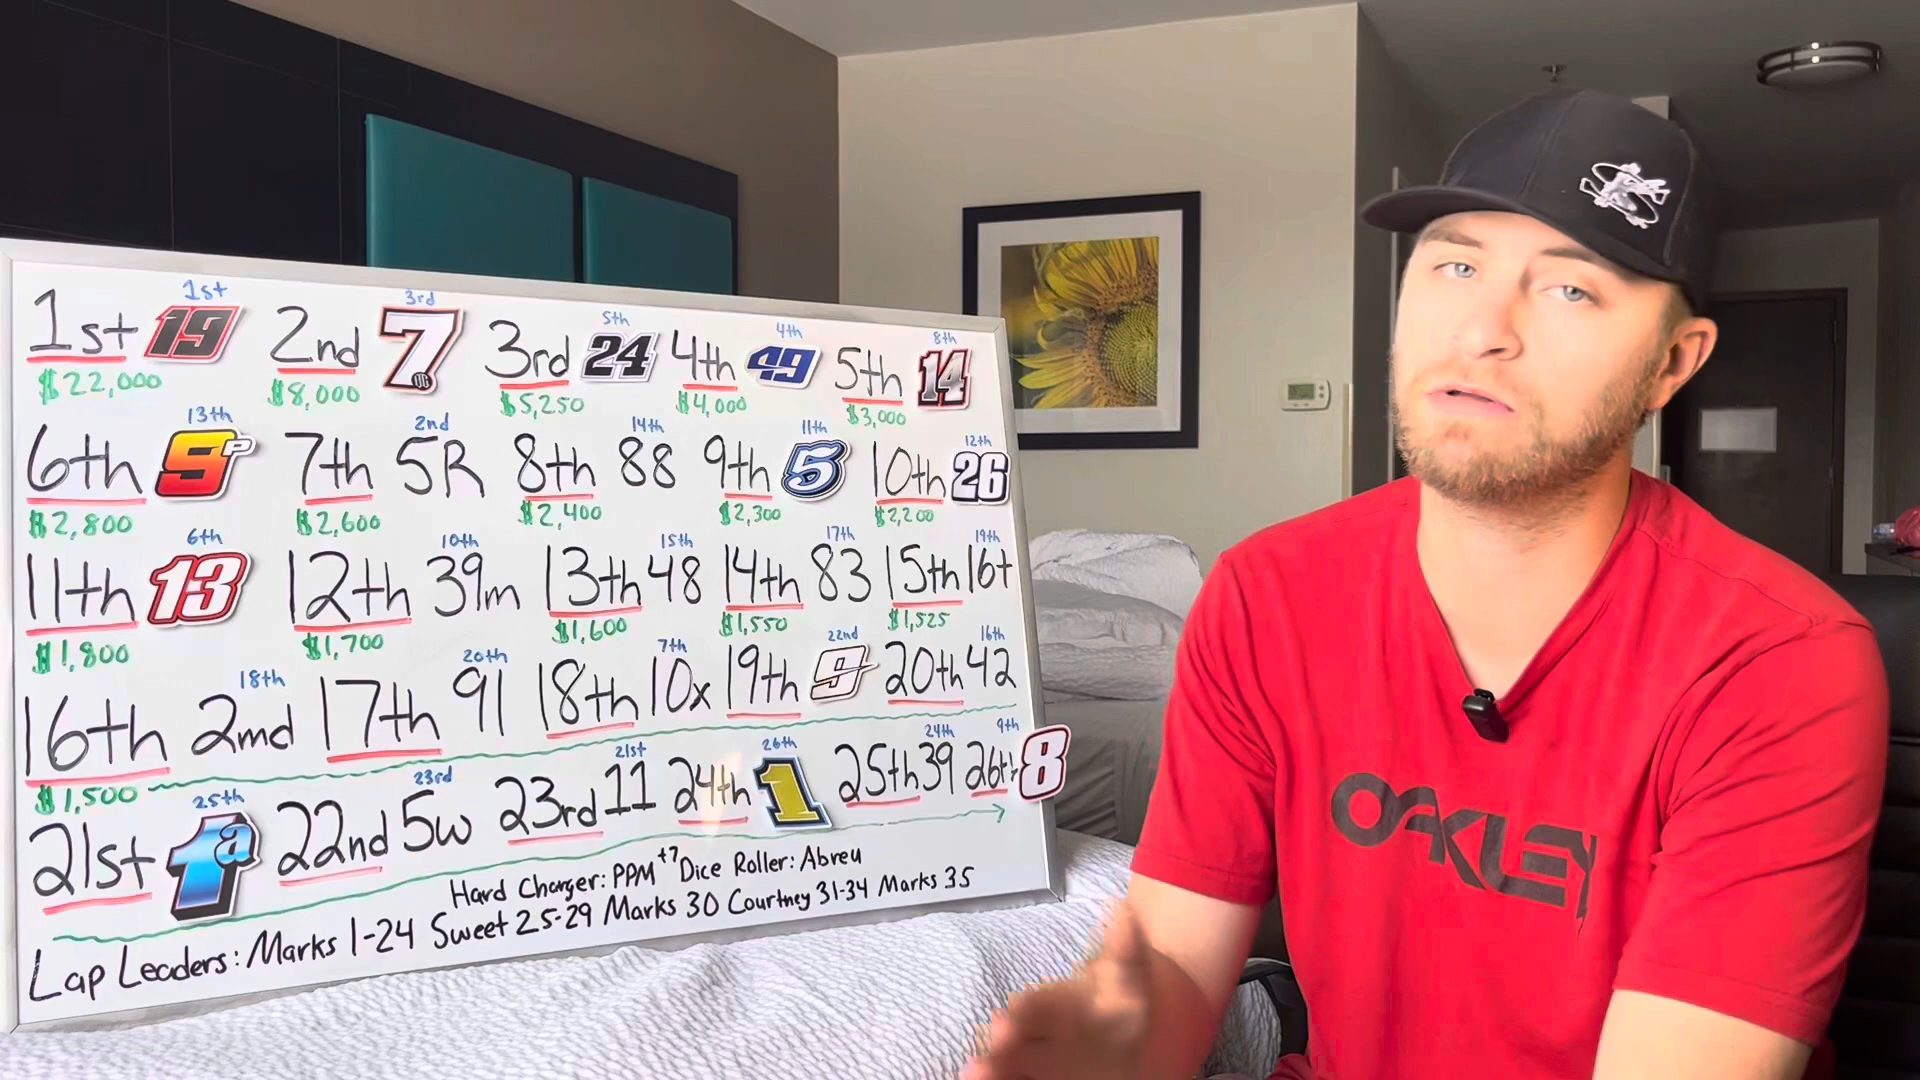 1st 3rd 5th 4th 8th
1st 19 2nd 7 3rd 24 4th 49 5th 14
$22,000 $8,000 $5,250 $4,000 $3,000
13th 2nd 14th 11th 12th
6th 9P 7th 5R 8th 88 9th 5 10th 26
$2,800 $2,600 $2,400 $2,300 $2,200
6th 10th 15th 17th 19th
11th 13 12th 39m 13th 48 14th 83 15th 16t
$1,800 $1,700 $1,600 $1,550 $1,525
18th 20th 7th 22nd 16th
16th 2md 17th 91 18th 10x 19th 9 20th 42
$1,500
25th 23rd 21st 26th 24th 9th
21st 1a 22nd 5w 23rd 11 24th 1 25th 39 26th 8
Hard Charger: PPM +7 Dice Roller: Abreu
Lap Leaders: Marks 1-24 Sweet 25-29 Marks 30 Courtney 31-34 Marks 35
OAKLEY